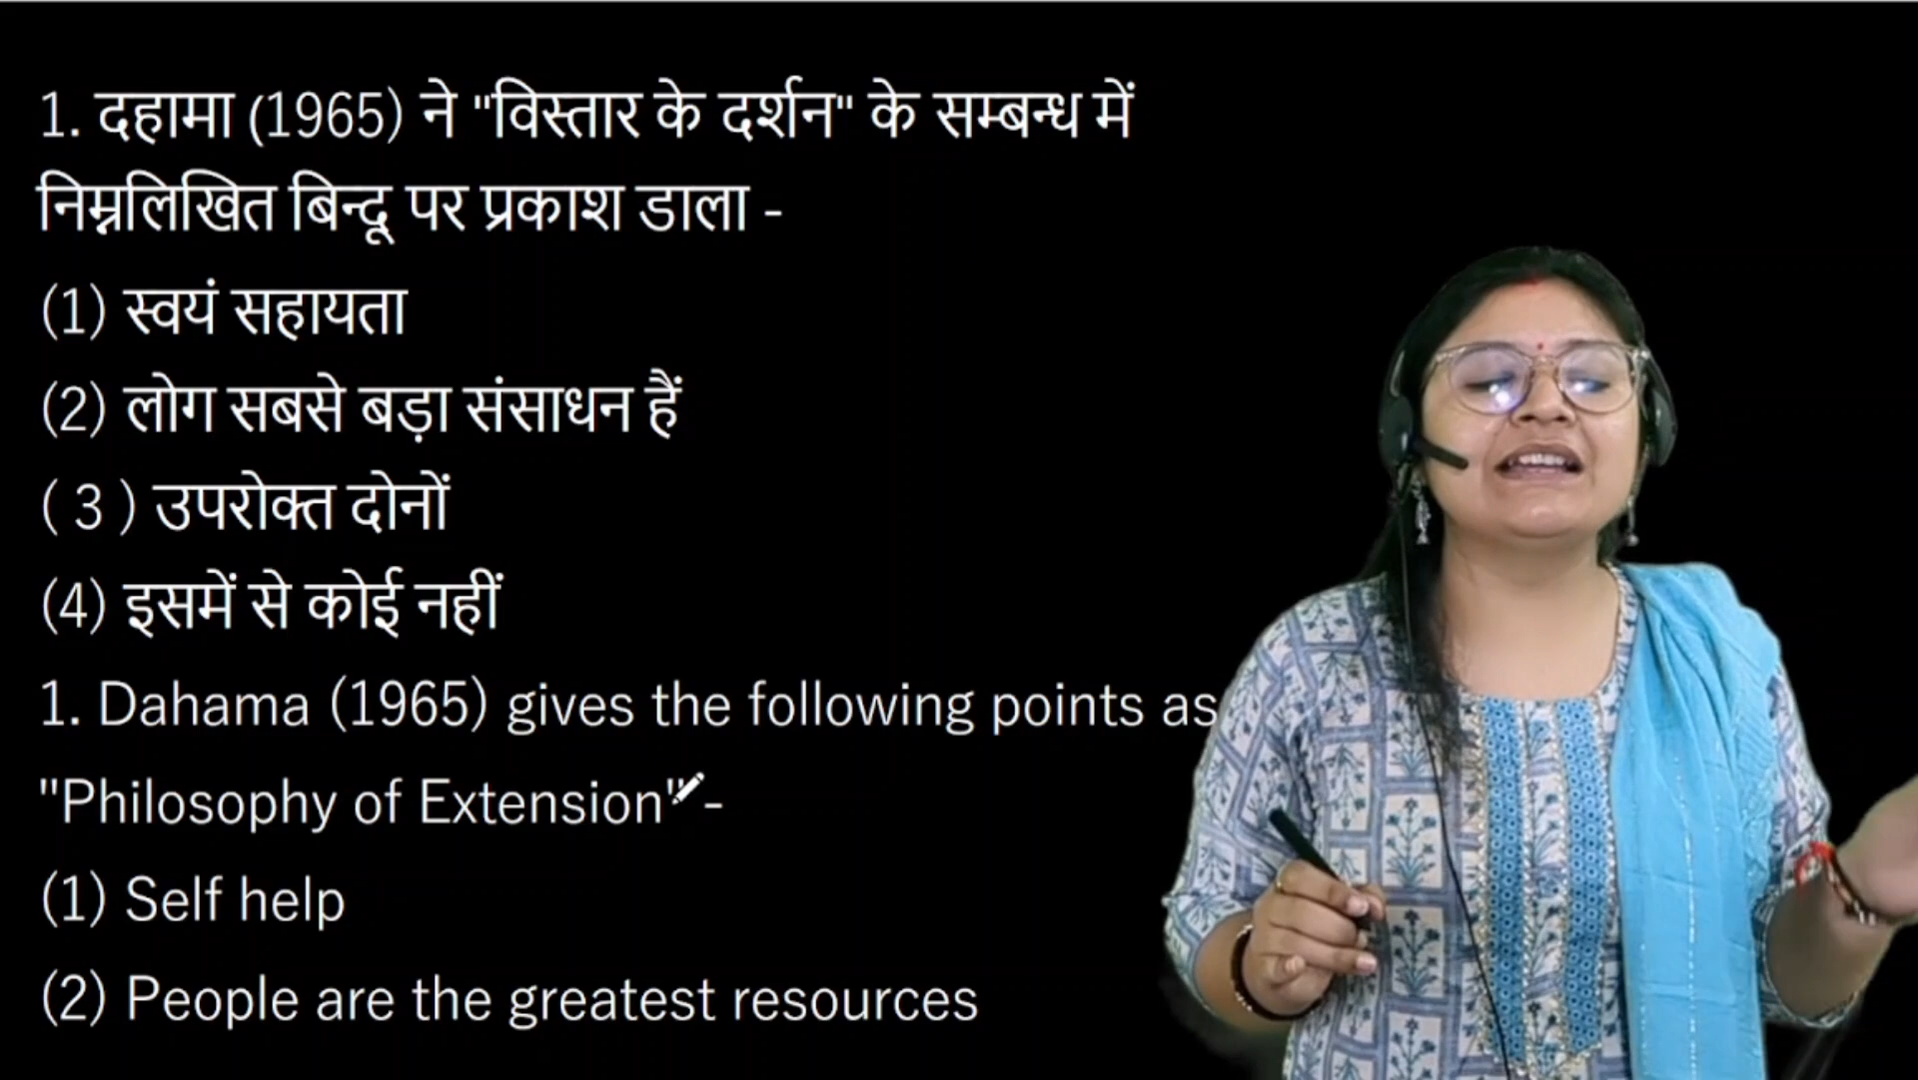 1. दहामा (1965) ने "विस्तार के दर्शन" के सम्बन्ध में
निम्नलिखित बिन्दू पर प्रकाश डाला -
(1) स्वयं सहायता
(2) लोग सबसे बड़ा संसाधन हैं
( 3 ) उपरोक्त दोनों
(4) इसमें से कोई नहीं
1. Dahama (1965) gives the following points as
"Philosophy of Extension"-
(1) Self help
(2) People are the greatest resources